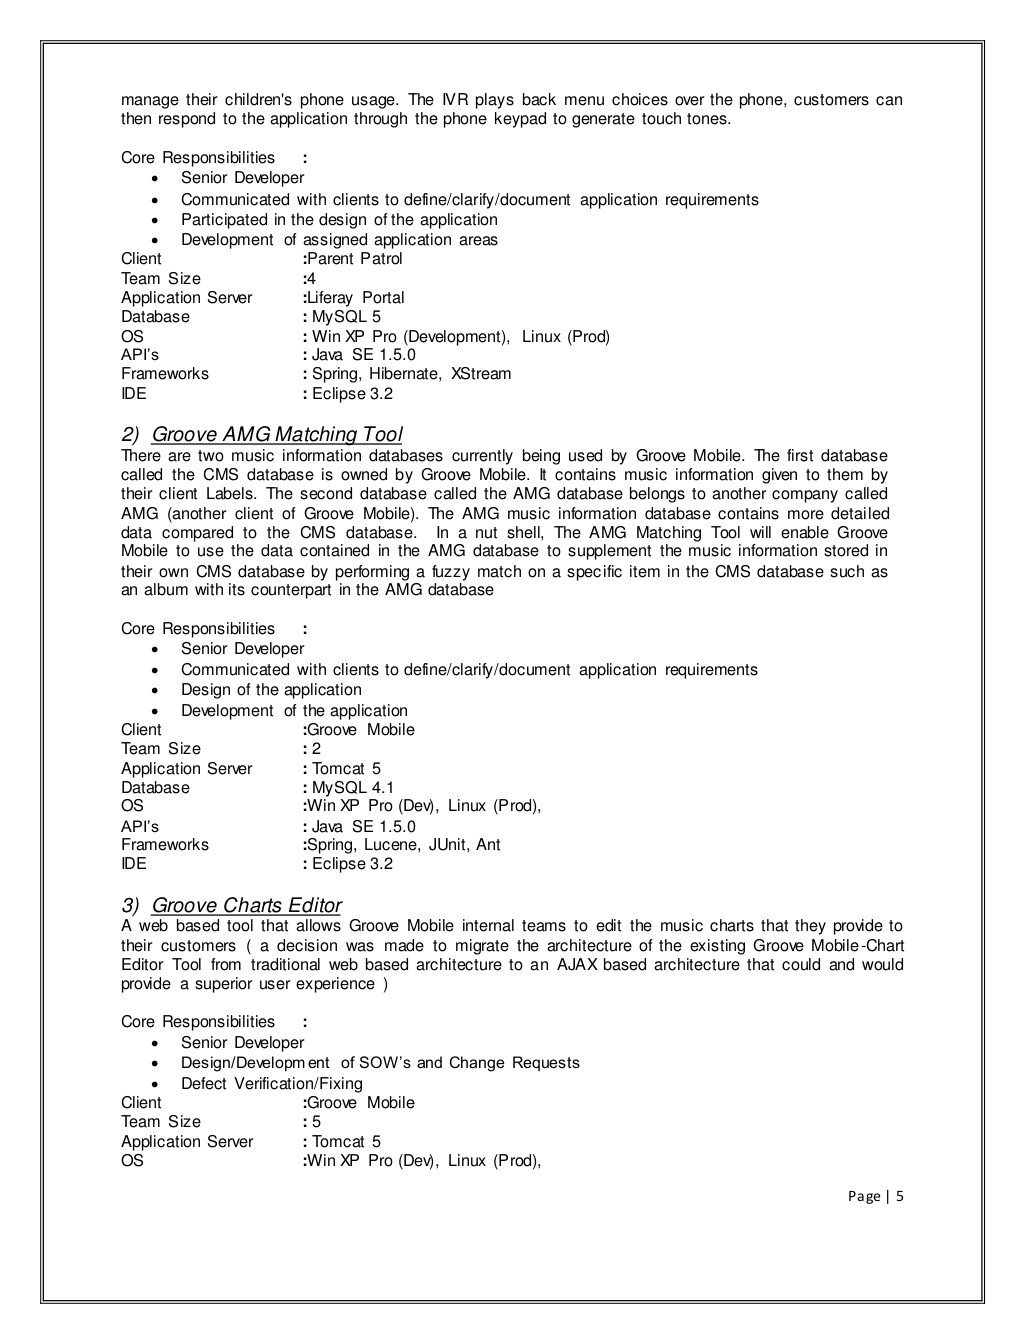 manage their children's phone usage. The IVR plays back menu choices over the phone, customers can
then respond to the application through the phone keypad to generate touch tones.
Core Responsibilities :
• Senior Developer
• Communicated with clients to define/clarify/document application requirements
• Participated in the design of the application
• Development of assigned application areas
Client :Parent Patrol
Team Size :4
Application Server :Liferay Portal
Database : MySQL 5
OS : Win XP Pro (Development), Linux (Prod)
API's : Java SE 1.5.0
Frameworks : Spring, Hibernate, XStream
IDE : Eclipse 3.2
2) Groove AMG Matching Tool
There are two music information databases currently being used by Groove Mobile. The first database
called the CMS database is owned by Groove Mobile. It contains music information given to them by
their client Labels. The second database called the AMG database belongs to another company called
AMG (another client of Groove Mobile). The AMG music information database contains more detailed
data compared to the CMS database. In a nut shell, The AMG Matching Tool will enable Groove
Mobile to use the data contained in the AMG database to supplement the music information stored in
their own CMS database by performing a fuzzy match on a specific item in the CMS database such as
an album with its counterpart in the AMG database
Core Responsibilities :
• Senior Developer
• Communicated with clients to define/clarify/document application requirements
• Design of the application
• Development of the application
Client :Groove Mobile
Team Size : 2
Application Server : Tomcat 5
Database : MySQL 4.1
OS :Win XP Pro (Dev), Linux (Prod),
API's : Java SE 1.5.0
Frameworks :Spring, Lucene, JUnit, Ant
IDE : Eclipse 3.2
3) Groove Charts Editor
A web based tool that allows Groove Mobile internal teams to edit the music charts that they provide to
their customers ( a decision was made to migrate the architecture of the existing Groove Mobile-Chart
Editor Tool from traditional web based architecture to an AJAX based architecture that could and would
provide a superior user experience )
Core Responsibilities :
• Senior Developer
• Design/Development of SOW's and Change Requests
• Defect Verification/Fixing
Client :Groove Mobile
Team Size : 5
Application Server : Tomcat 5
OS :Win XP Pro (Dev), Linux (Prod),
Page | 5